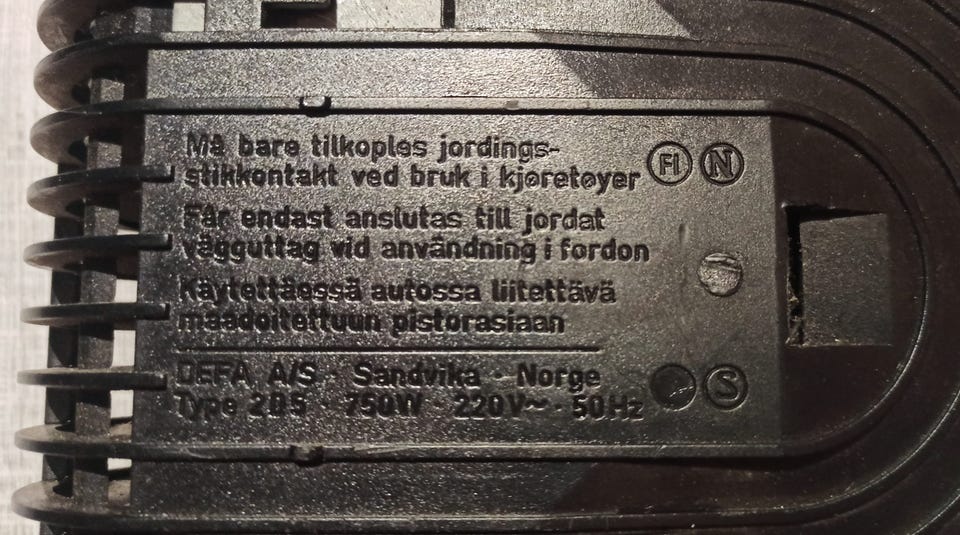 Må bare tilkoples jordings-
stikkontakt ved bruk i kjøretøyer
FI N
Får endast anslutas till jordat
vägguttag vid användning i fordon
Käytettäessä autossa liitettävä
maadoitettuun pistorasiaan
DEFA A/S · Sandvika · Norge
Type 205 · 750W · 220V~ · 50Hz
S